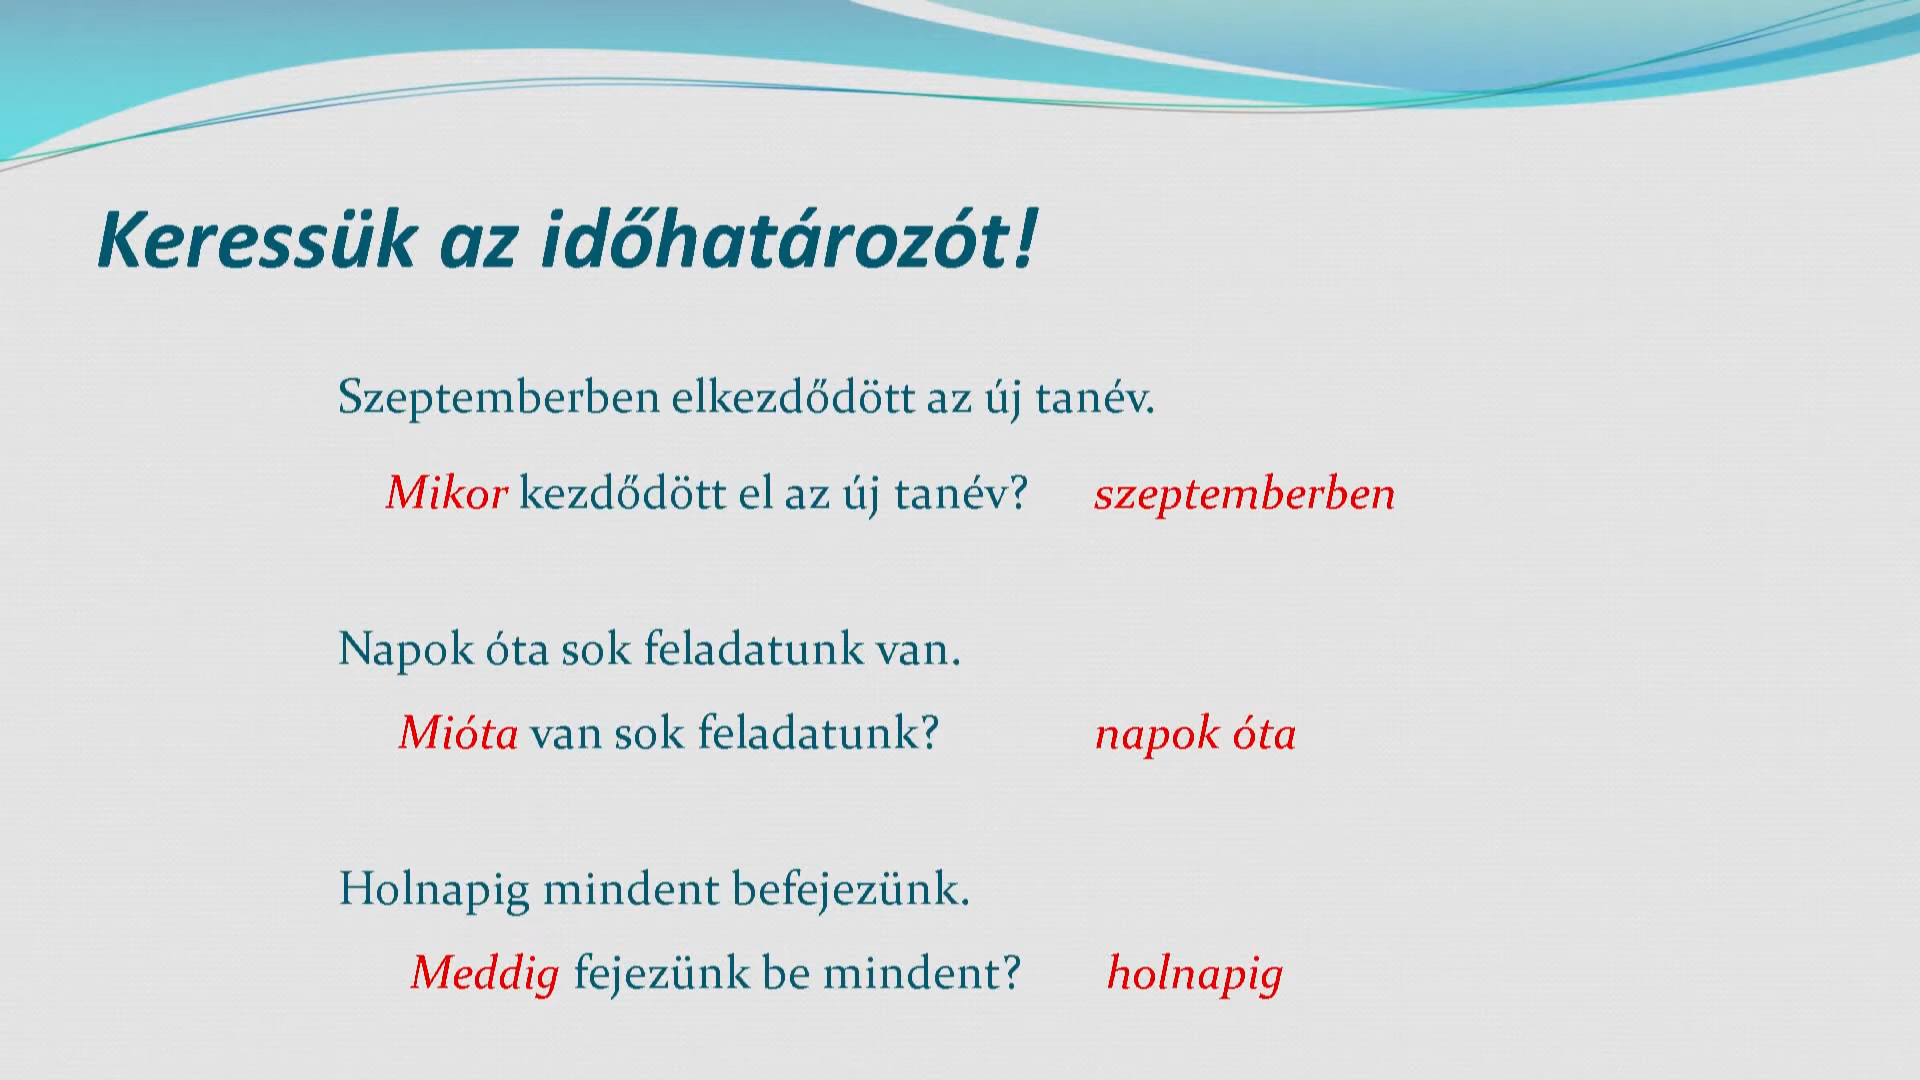 Keressük az időhatározót!
Szeptemberben elkezdődött az új tanév.
Mikor kezdődött el az új tanév? szeptemberben
Napok óta sok feladatunk van.
Mióta van sok feladatunk? napok óta
Holnapig mindent befejezünk.
Meddig fejezünk be mindent? holnapig